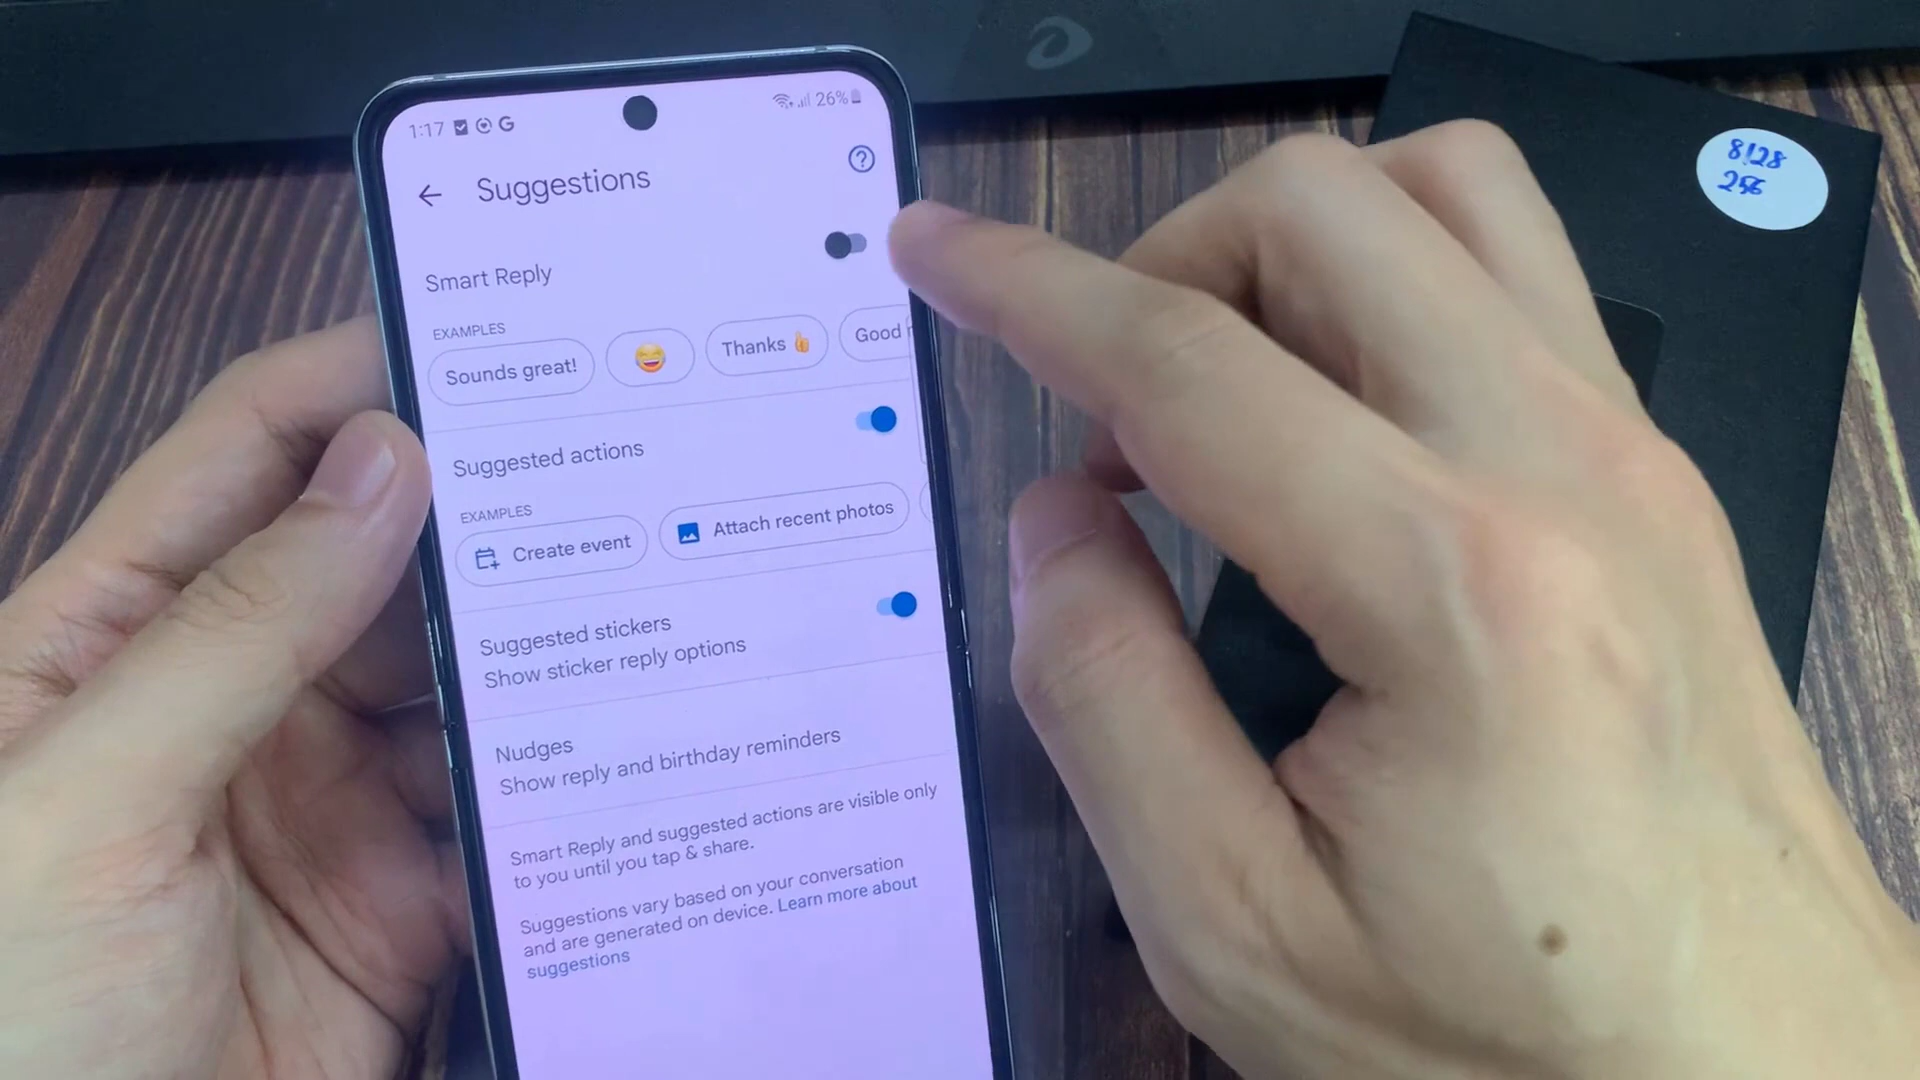 1:17 G 26%
Suggestions
Smart Reply
EXAMPLES
Sounds great! 😆 Thanks 👍 Good
Suggested actions
EXAMPLES
Create event Attach recent photos
Suggested stickers
Show sticker reply options
Nudges
Show reply and birthday reminders
Smart Reply and suggested actions are visible only
to you until you tap & share.
Suggestions vary based on your conversation
and are generated on device. Learn more about
suggestions
8128
256